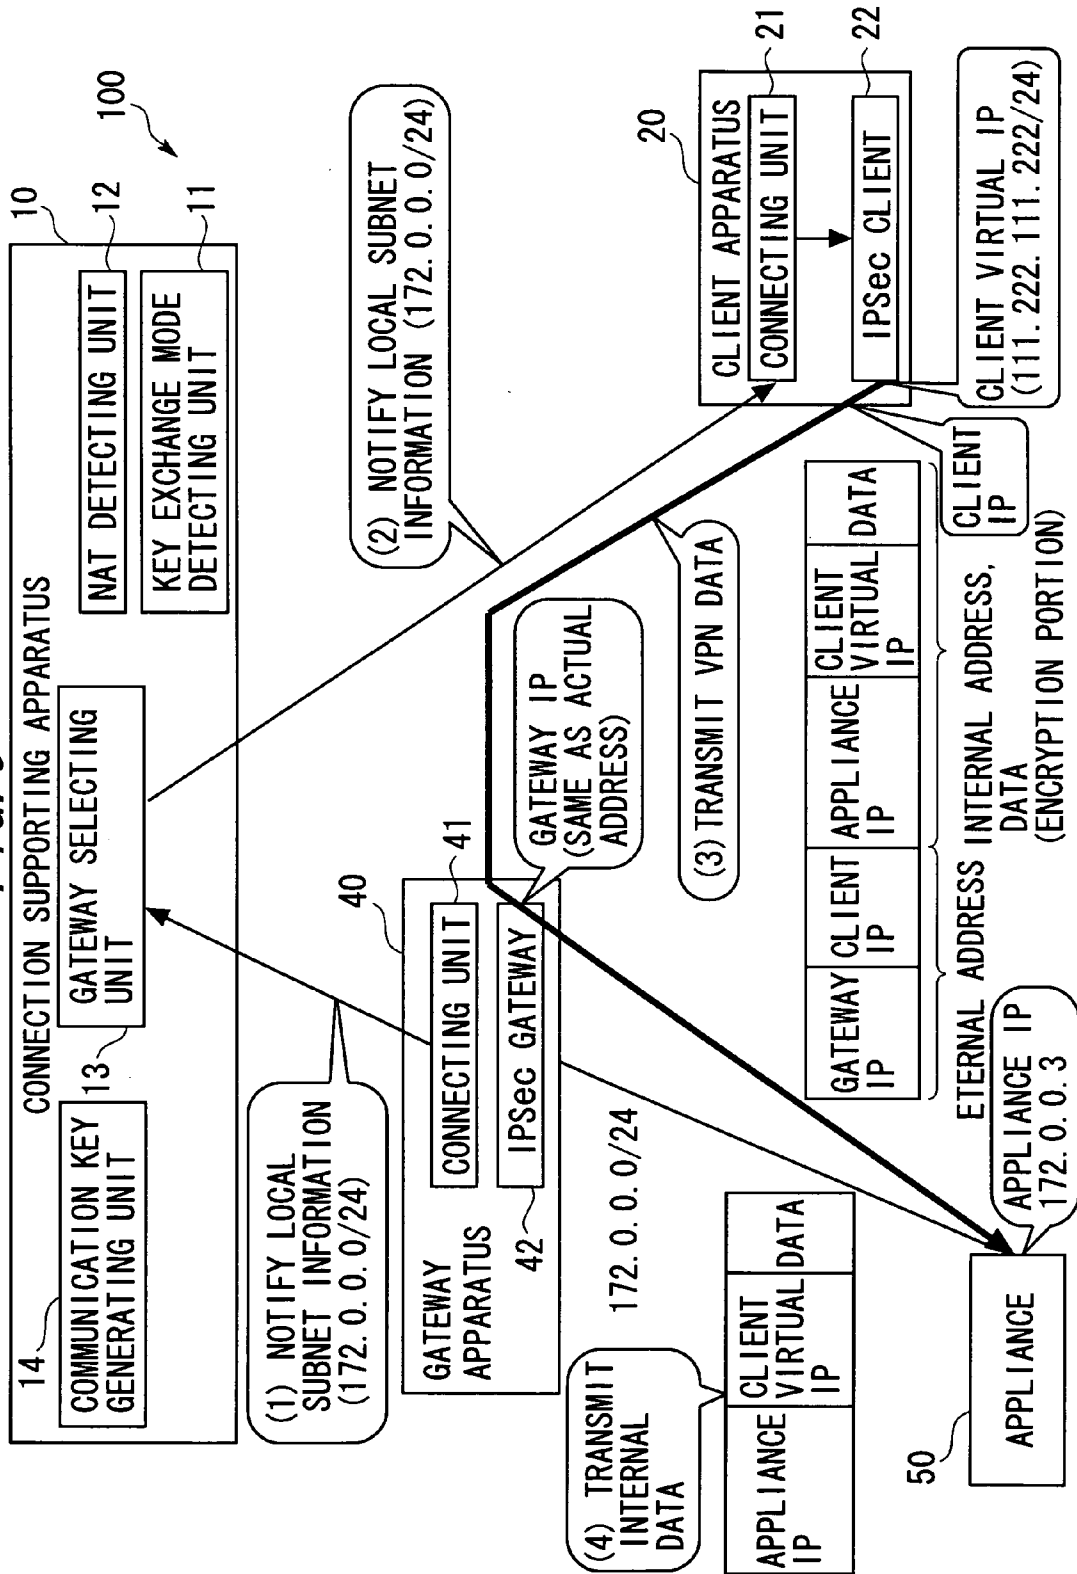 100
CONNECTION SUPPORTING APPARATUS
10
14
COMMUNICATION KEY
GENERATING UNIT
13
GATEWAY SELECTING
UNIT
NAT DETECTING UNIT
12
KEY EXCHANGE MODE
DETECTING UNIT
11
(1) NOTIFY LOCAL
SUBNET INFORMATION
(172. 0. 0. 0/24)
(2) NOTIFY LOCAL SUBNET
INFORMATION (172. 0. 0. 0/24)
40
GATEWAY
APPARATUS
CONNECTING UNIT
41
IPSec GATEWAY
42
GATEWAY IP
(SAME AS ACTUAL
ADDRESS)
172. 0. 0. 0/24
20
CLIENT APPARATUS
CONNECTING UNIT
21
IPSEC CLIENT
22
(3) TRANSMIT VPN DATA
CLIENT
IP
CLIENT VIRTUAL IP
(111. 222. 111. 222/24)
(4) TRANSMIT
INTERNAL
DATA
APPLIANCE
IP
CLIENT
VIRTUAL
IP
DATA
GATEWAY
IP
CLIENT
IP
APPLIANCE
IP
CLIENT
VIRTUAL
IP
DATA
ETERNAL ADDRESS
INTERNAL ADDRESS,
DATA
(ENCRYPTION PORTION)
50
APPLIANCE
APPLIANCE IP
172. 0. 0. 3